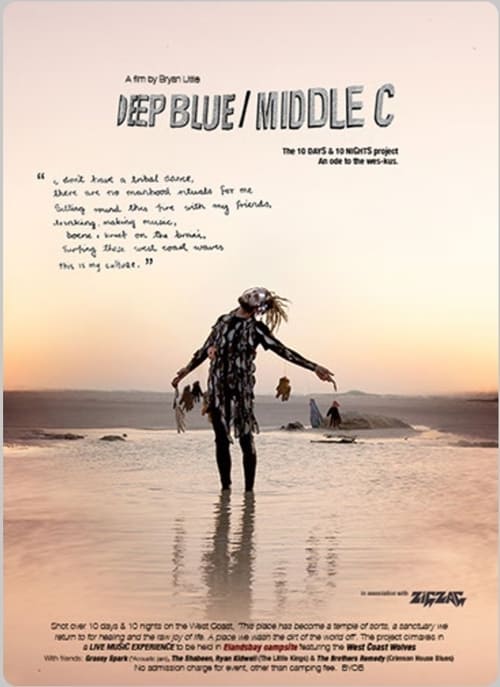 A film by Bryan Little
DEEP BLUE / MIDDLE C
The 10 DAYS & 10 NIGHTS project
An ode to the wes-kus.
“ i don't have a tribal dance,
there are no manhood rituals for me
Sitting round this fire with my friends,
drinking, making music,
boerie & snoek on the braai,
Surfing these west coast waves
this is my culture. ”
in association with ZIGZAG
Shot over 10 days & 10 nights on the West Coast, 'This place has become a temple of sorts, a sanctuary we
return to for healing and the raw joy of life. A place we wash the dirt of the world off'. The project climaxes in
a LIVE MUSIC EXPERIENCE to be held in Elandsbay campsite featuring the West Coast Wolves
With friends: Grassy Spark (Acoustic jam), The Shabeen, Ryan Kidwell (The Little Kings) & The Brothers Remedy (Crimson House Blues)
No admission charge for event, other than camping fee. BYOB